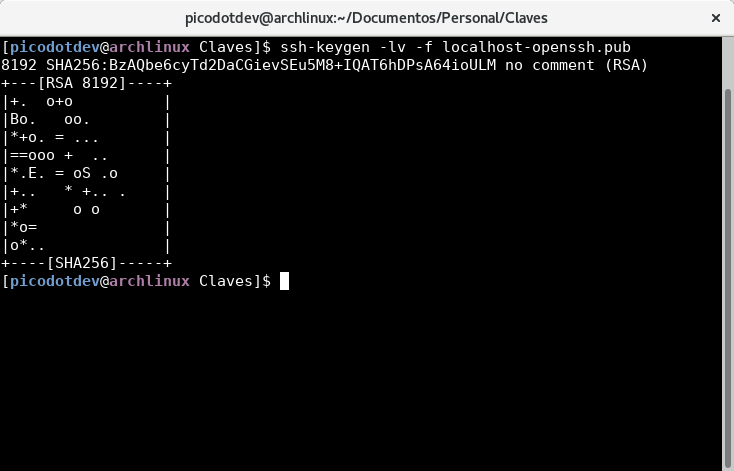 picodotdev@archlinux:~/Documentos/Personal/Claves
[picodotdev@archlinux Claves]$ ssh-keygen -lv -f localhost-openssh.pub
8192 SHA256:BzAQbe6cyTd2DaCGievSEu5M8+IQAT6hDPsA64ioULM no comment (RSA)
+---[RSA 8192]----+
|+.  o+o          |
|Bo.   oo.        |
|*+o. = ...       |
|==ooo +  ..      |
|*.E. = oS .o     |
|+..   * +.. .    |
|+*     o o       |
|*o=              |
|o*..             |
+----[SHA256]-----+
[picodotdev@archlinux Claves]$